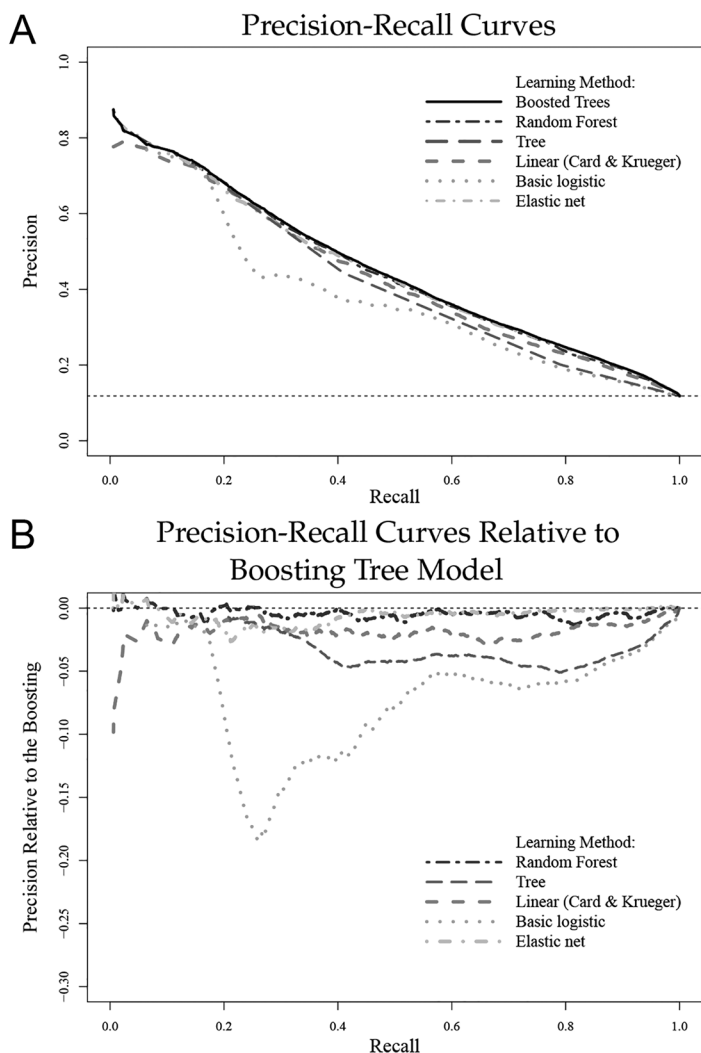 A
Precision-Recall Curves
1.0
0.8
0.6
0.4
0.2
0.0
Precision
Learning Method:
Boosted Trees
Random Forest
Tree
Linear (Card & Krueger)
Basic logistic
Elastic net
0.0 0.2 0.4 0.6 0.8 1.0
Recall
B
Precision-Recall Curves Relative to
Boosting Tree Model
0.00
−0.05
−0.10
−0.15
−0.20
−0.25
−0.30
Precision Relative to the Boosting
Learning Method:
Random Forest
Tree
Linear (Card & Krueger)
Basic logistic
Elastic net
0.0 0.2 0.4 0.6 0.8 1.0
Recall